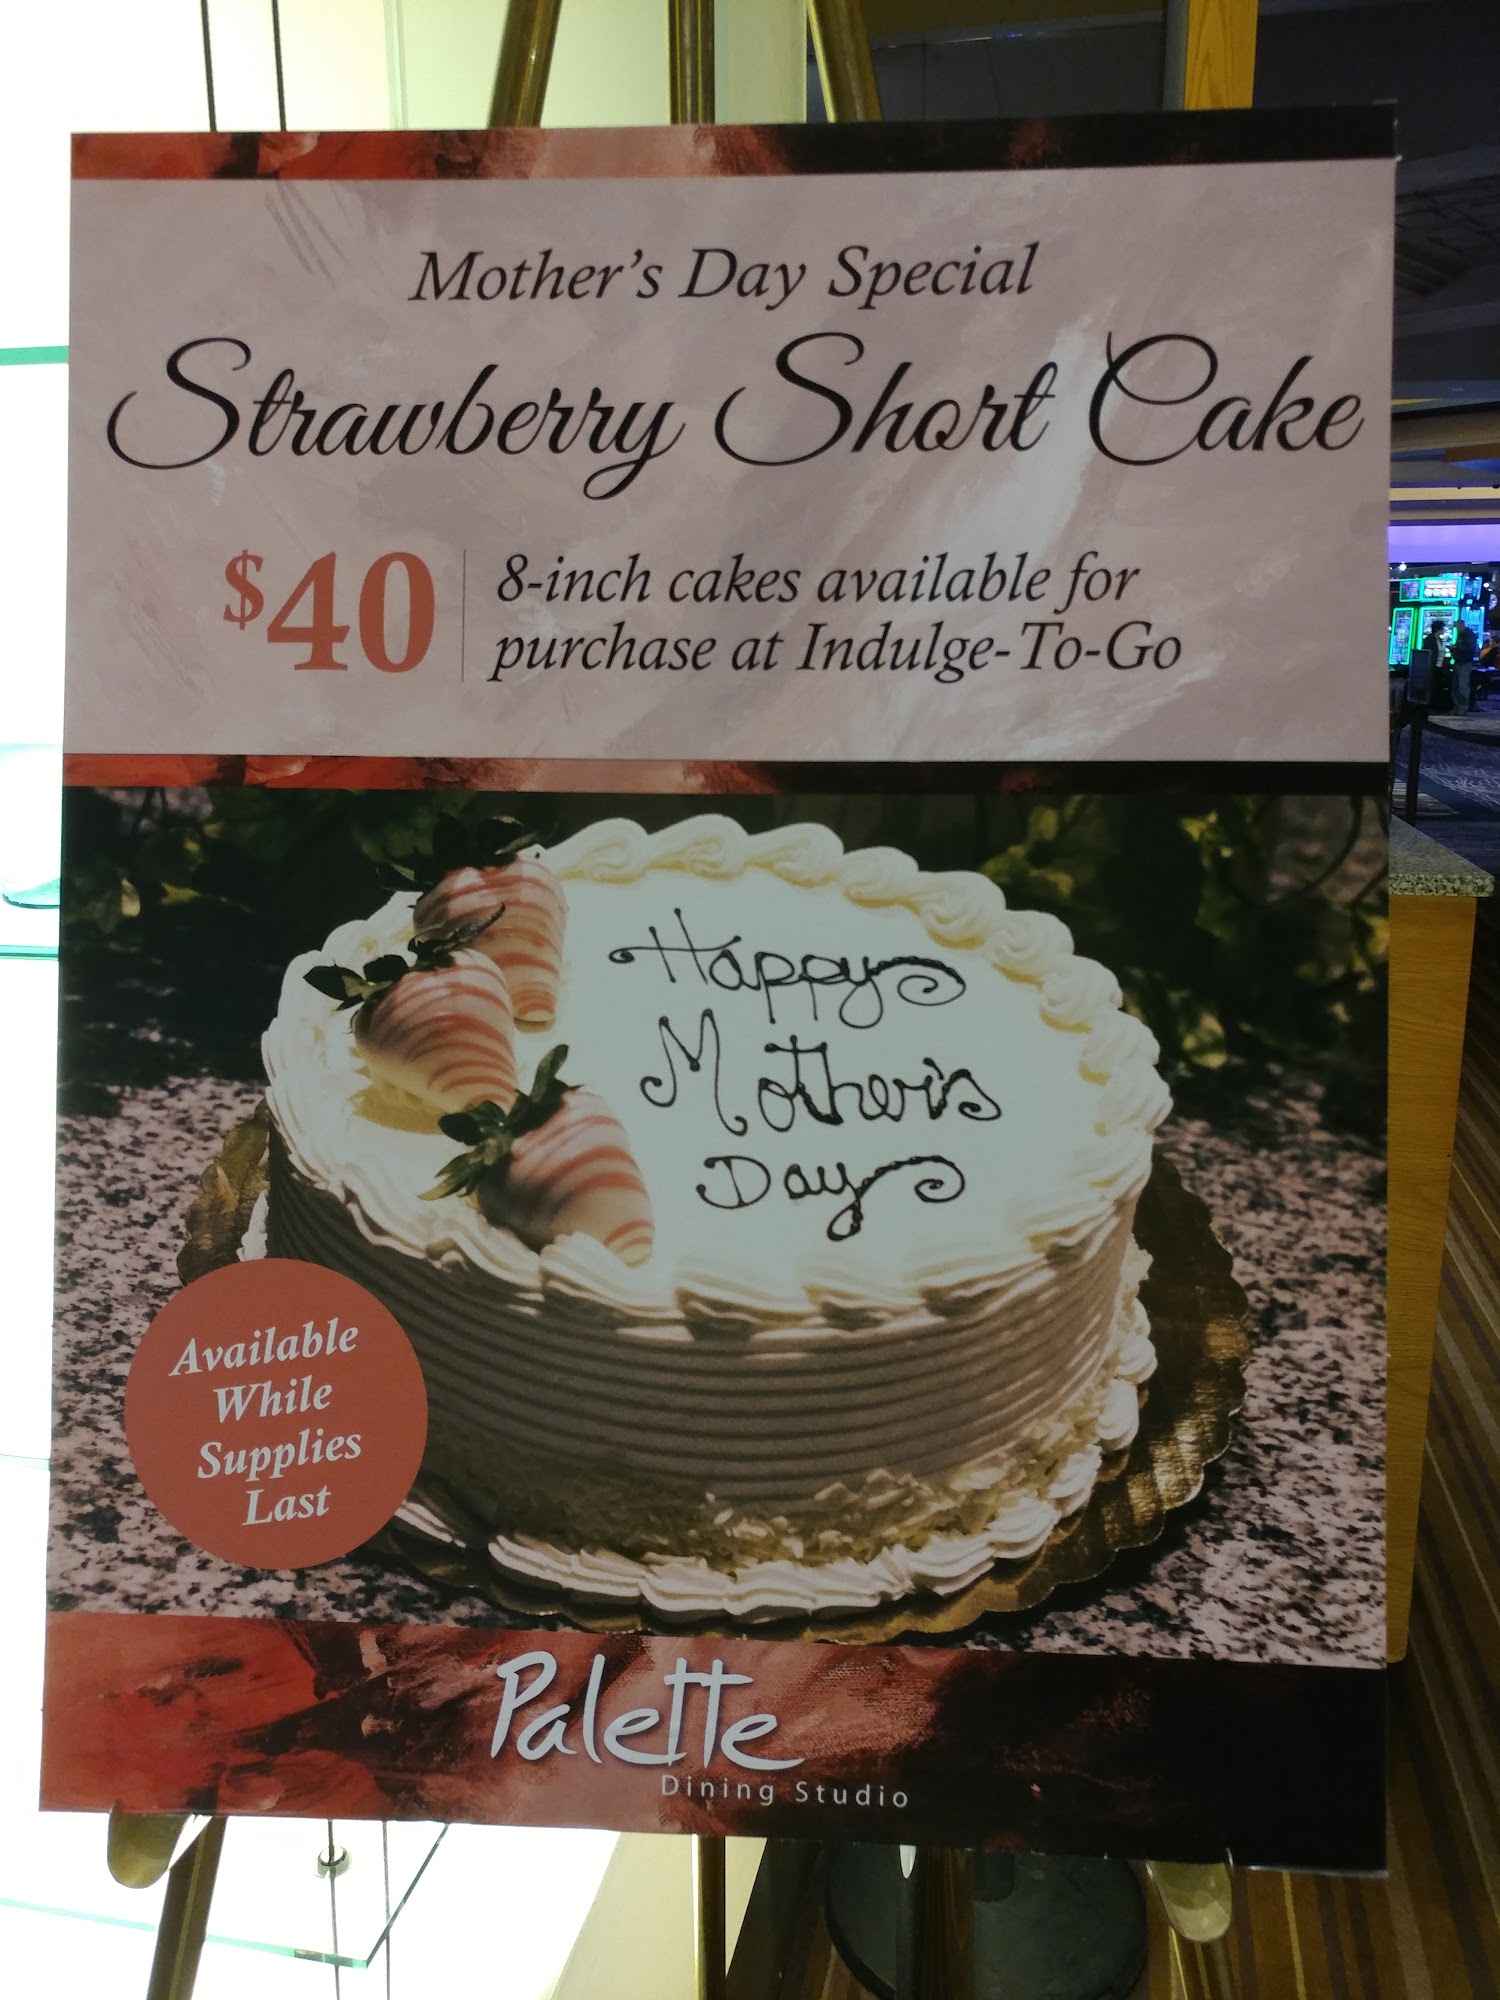 Mother's Day Special
Strawberry Short Cake
$40
8-inch cakes available for
purchase at Indulge-To-Go
Happy
Mother's
Day
Available
While
Supplies
Last
Palette
Dining Studio